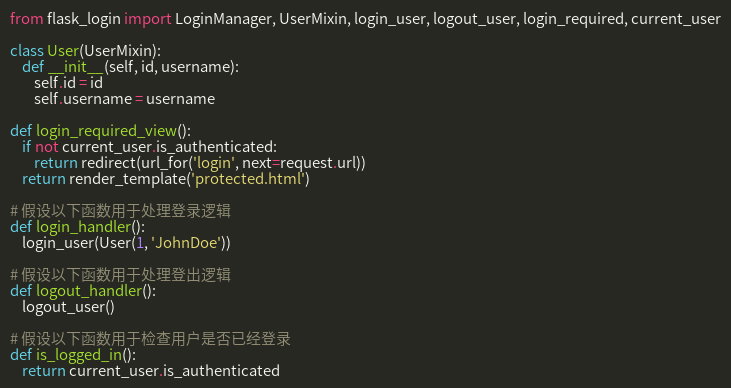 from flask_login import LoginManager, UserMixin, login_user, logout_user, login_required, current_user

class User(UserMixin):
    def __init__(self, id, username):
        self.id = id
        self.username = username

def login_required_view():
    if not current_user.is_authenticated:
        return redirect(url_for('login', next=request.url))
    return render_template('protected.html')

# 假设以下函数用于处理登录逻辑
def login_handler():
    login_user(User(1, 'JohnDoe'))

# 假设以下函数用于处理登出逻辑
def logout_handler():
    logout_user()

# 假设以下函数用于检查用户是否已经登录
def is_logged_in():
    return current_user.is_authenticated